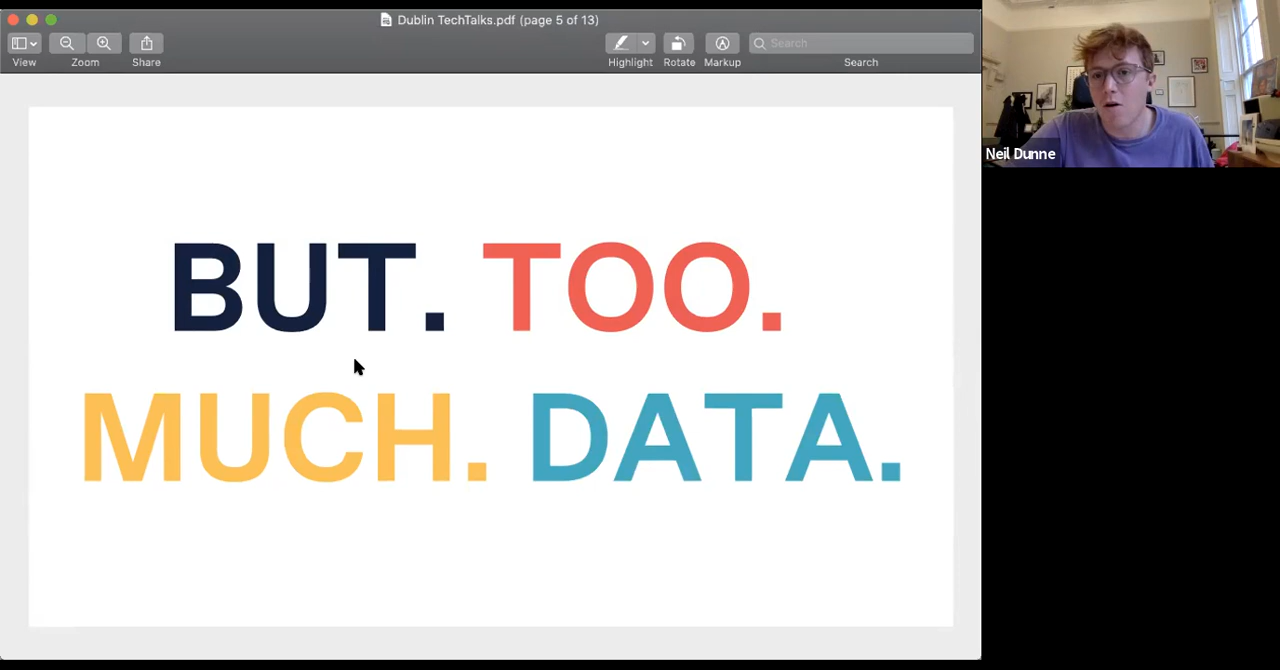 Dublin TechTalks.pdf (page 5 of 13)
Search
View
Zoom
Share
Highlight
Rotate
Markup
Search
BUT. TOO.
MUCH. DATA.
Neil Dunne